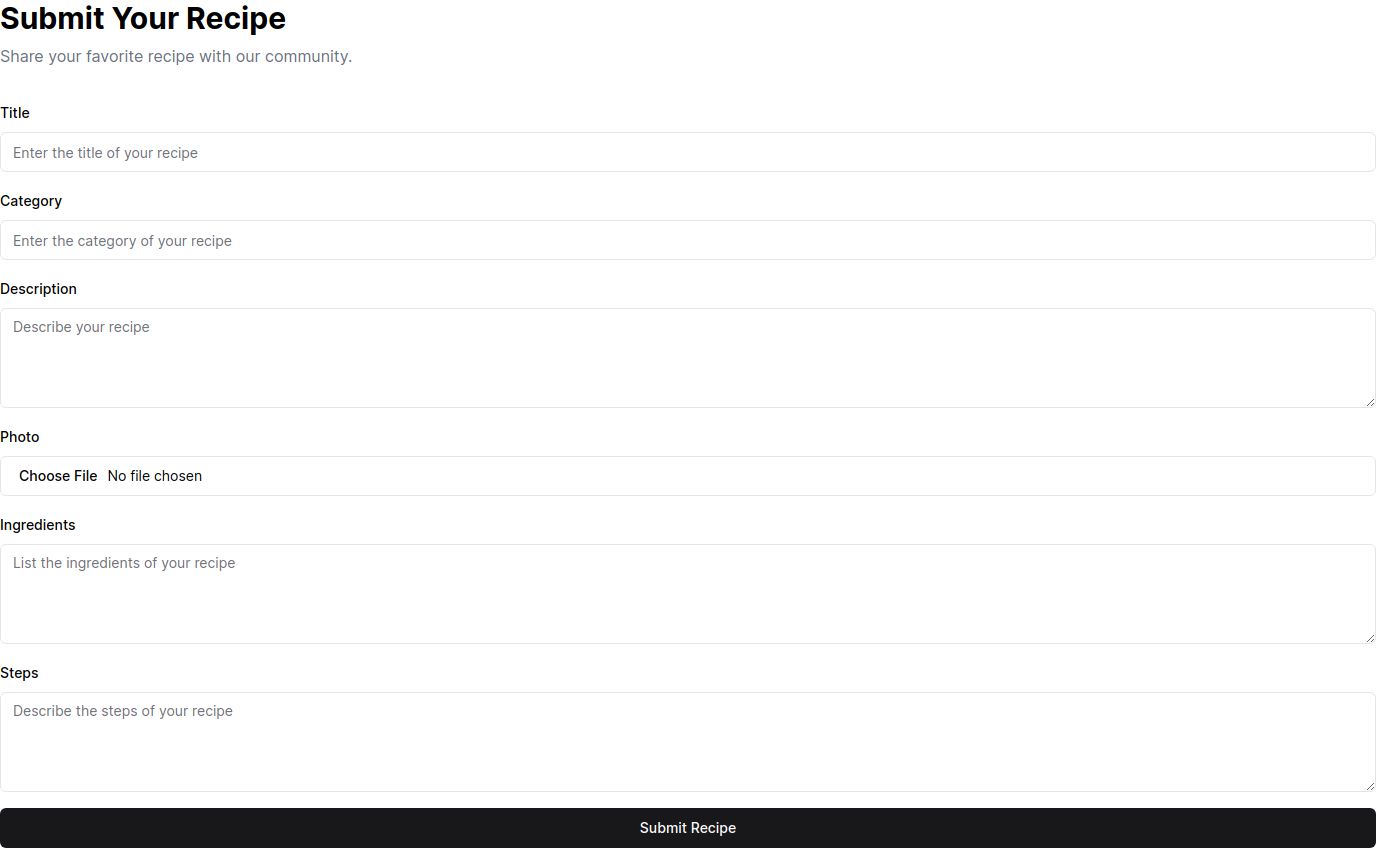 Submit Your Recipe
Share your favorite recipe with our community.
Title
Enter the title of your recipe
Category
Enter the category of your recipe
Description
Describe your recipe
Photo
Choose File No file chosen
Ingredients
List the ingredients of your recipe
Steps
Describe the steps of your recipe
Submit Recipe